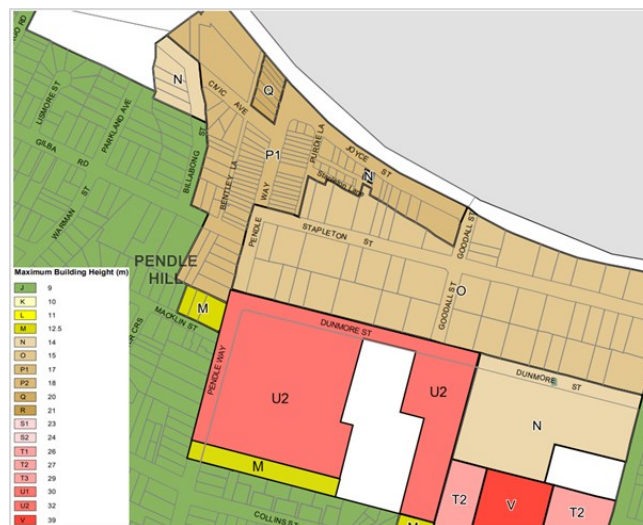 N
Q
CIVIC AVE
LISMORE ST
PARKLAND AVE
GILBA RD
WARMAN ST
BILLABONG ST
BENTLEY LA
P1
PURDIE LA
JOYCE ST
N
PENDLE WAY
STAPLETON ST
GOODALL ST
PENDLE
HILL
O
GOODALL ST
M
MACKLIN ST
DUNMORE ST
PENDLE WAY
U2
U2
DUNMORE ST
N
M
T2
V
T2
COLLINS ST
M
Maximum Building Height (m)
J 9
K 10
L 11
M 12.5
N 14
O 15
P1 17
P2 18
Q 20
R 21
S1 23
S2 24
T1 26
T2 27
T3 29
U1 30
U2 32
V 39